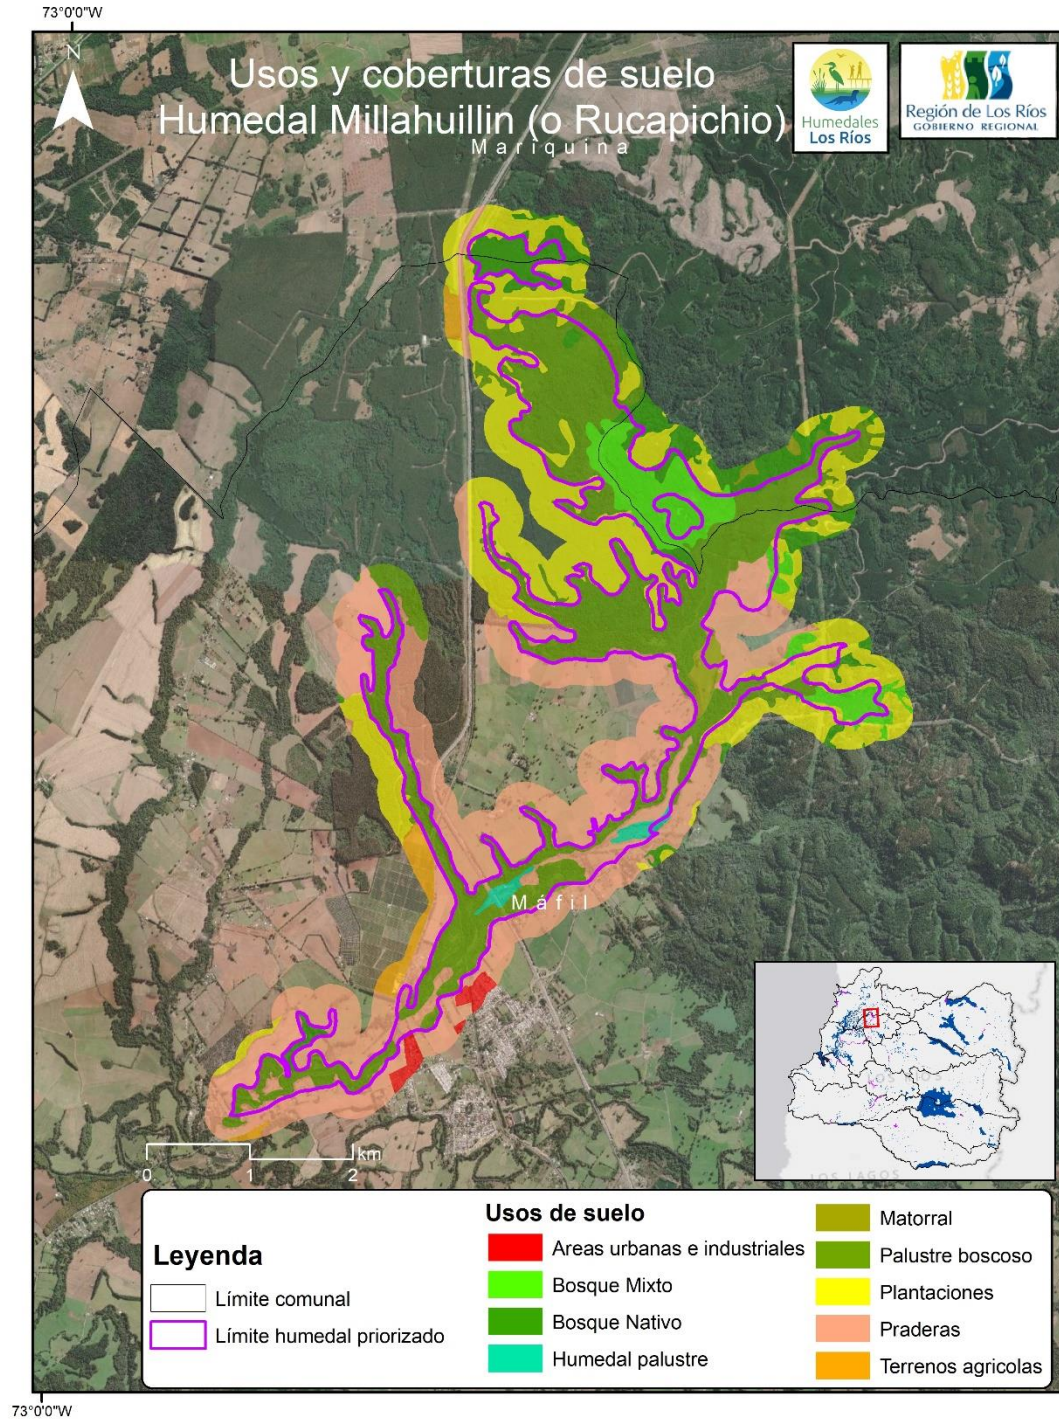 73°0'0"W
N
Usos y coberturas de suelo
Humedal Millahuillin (o Rucapichio)
Mariquina
Humedales
Los Ríos
Región de Los Ríos
GOBIERNO REGIONAL
Máfil
km
0 1 2
LOS LAGOS
Leyenda
Límite comunal
Límite humedal priorizado
Usos de suelo
Areas urbanas e industriales
Bosque Mixto
Bosque Nativo
Humedal palustre
Matorral
Palustre boscoso
Plantaciones
Praderas
Terrenos agricolas
73°0'0"W